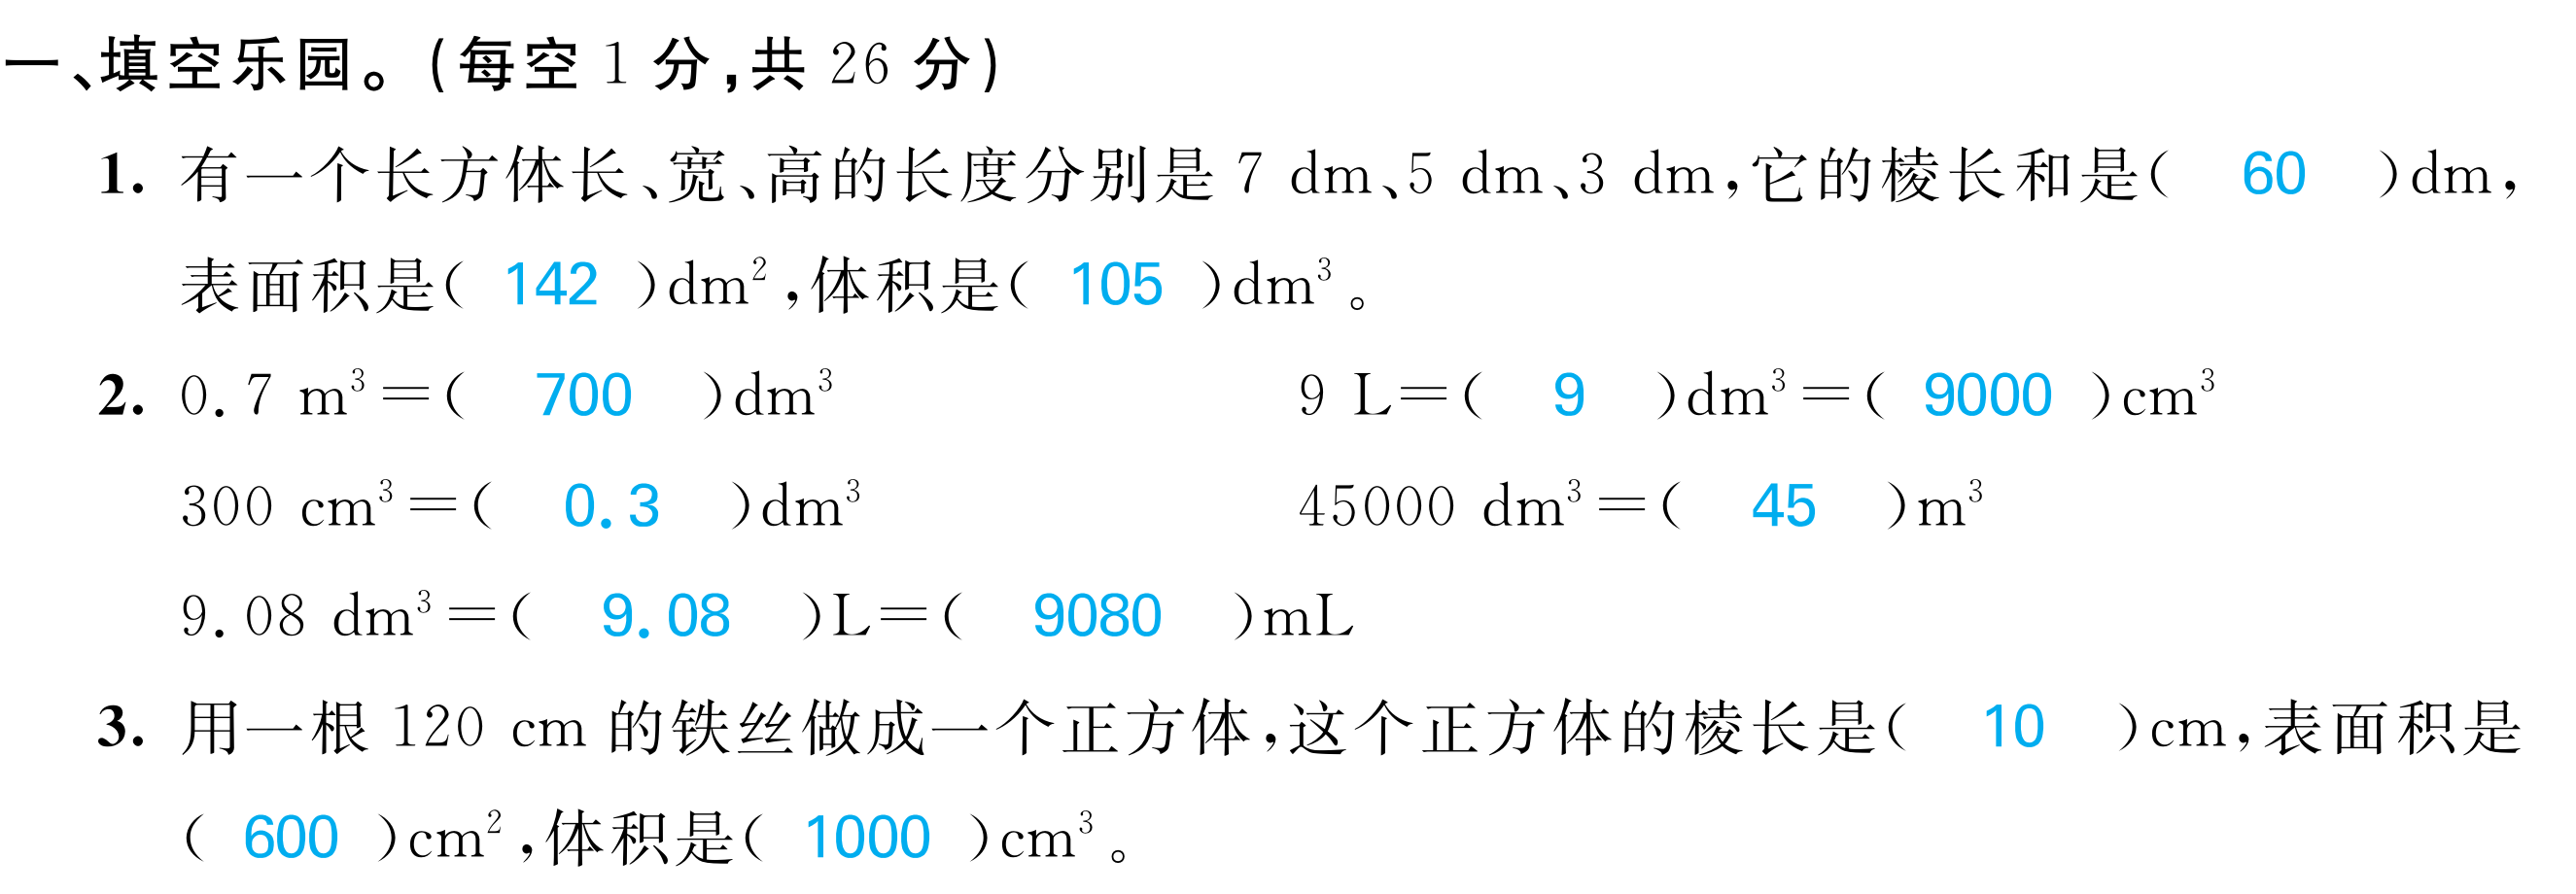 一、填空乐园。(每空 1 分,共 26 分)
1. 有一个长方体长、宽、高的长度分别是 7 dm、5 dm、3 dm,它的棱长和是( 60 )dm,
表面积是( 142 )dm²,体积是( 105 )dm³。
2. 0.7 m³=( 700 )dm³ 9 L=( 9 )dm³=( 9000 )cm³
300 cm³=( 0.3 )dm³ 45000 dm³=( 45 )m³
9.08 dm³=( 9.08 )L=( 9080 )mL
3. 用一根 120 cm 的铁丝做成一个正方体,这个正方体的棱长是( 10 )cm,表面积是
( 600 )cm²,体积是( 1000 )cm³。